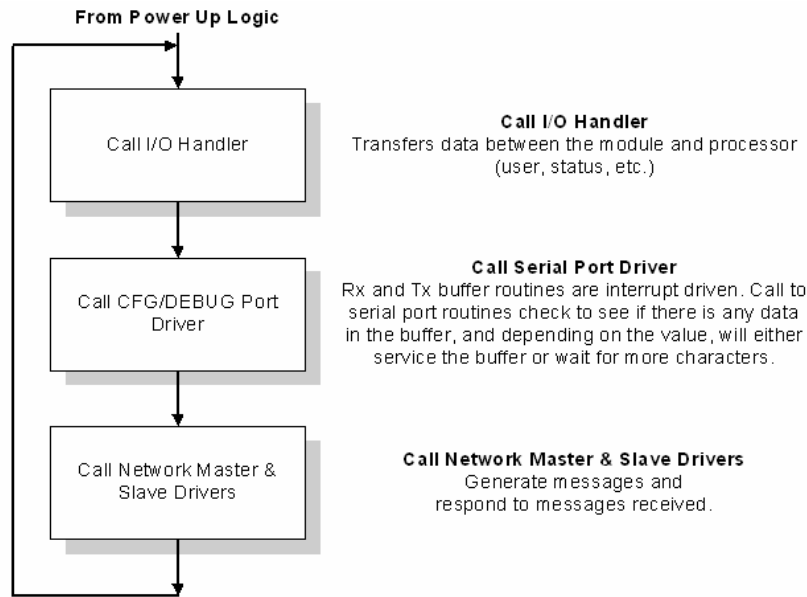 From Power Up Logic
Call I/O Handler
Call I/O Handler
Transfers data between the module and processor
(user, status, etc.)
Call CFG/DEBUG Port
Driver
Call Serial Port Driver
Rx and Tx buffer routines are interrupt driven. Call to
serial port routines check to see if there is any data
in the buffer, and depending on the value, will either
service the buffer or wait for more characters.
Call Network Master &
Slave Drivers
Call Network Master & Slave Drivers
Generate messages and
respond to messages received.